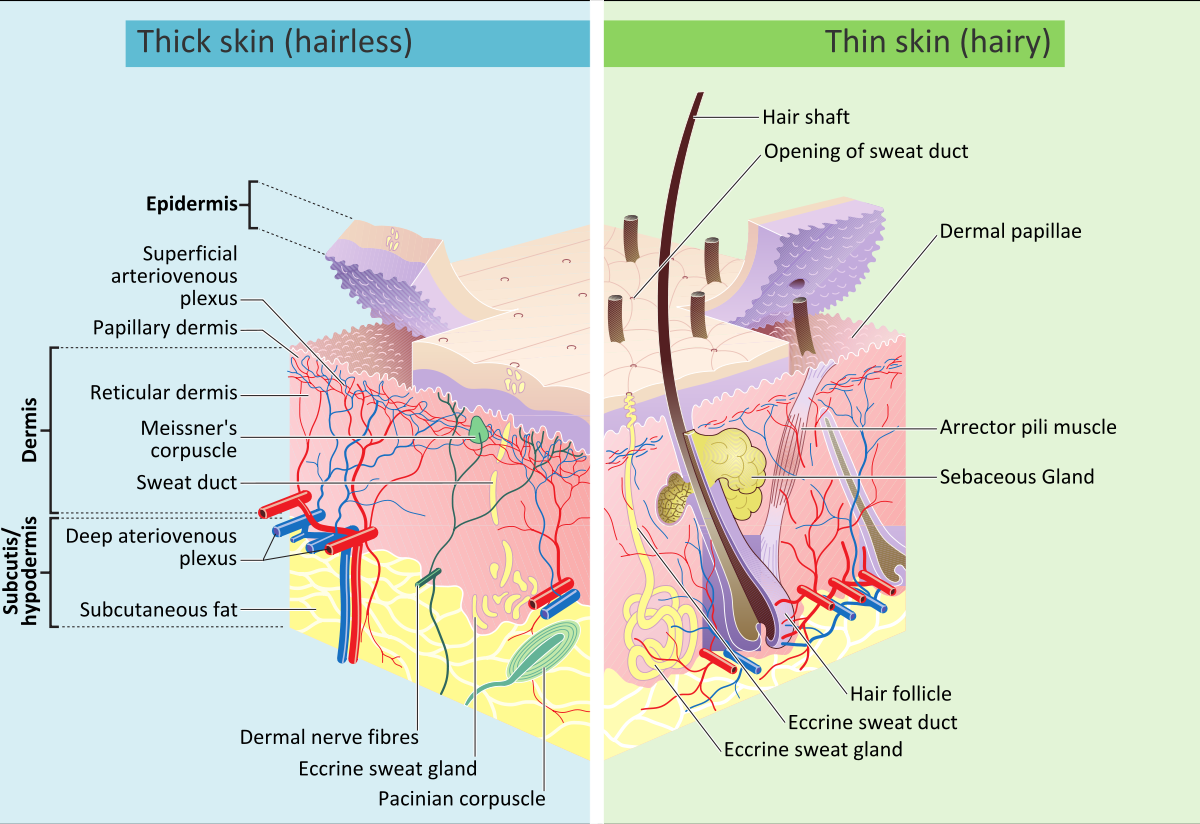 Thick skin (hairless)
Thin skin (hairy)
Epidermis
Superficial
arteriovenous
plexus
Papillary dermis
Dermis
Reticular dermis
Meissner's
corpuscle
Sweat duct
Subcutis/
hypodermis
Deep ateriovenous
plexus
Subcutaneous fat
Dermal nerve fibres
Eccrine sweat gland
Pacinian corpuscle
Hair shaft
Opening of sweat duct
Dermal papillae
Arrector pili muscle
Sebaceous Gland
Hair follicle
Eccrine sweat duct
Eccrine sweat gland